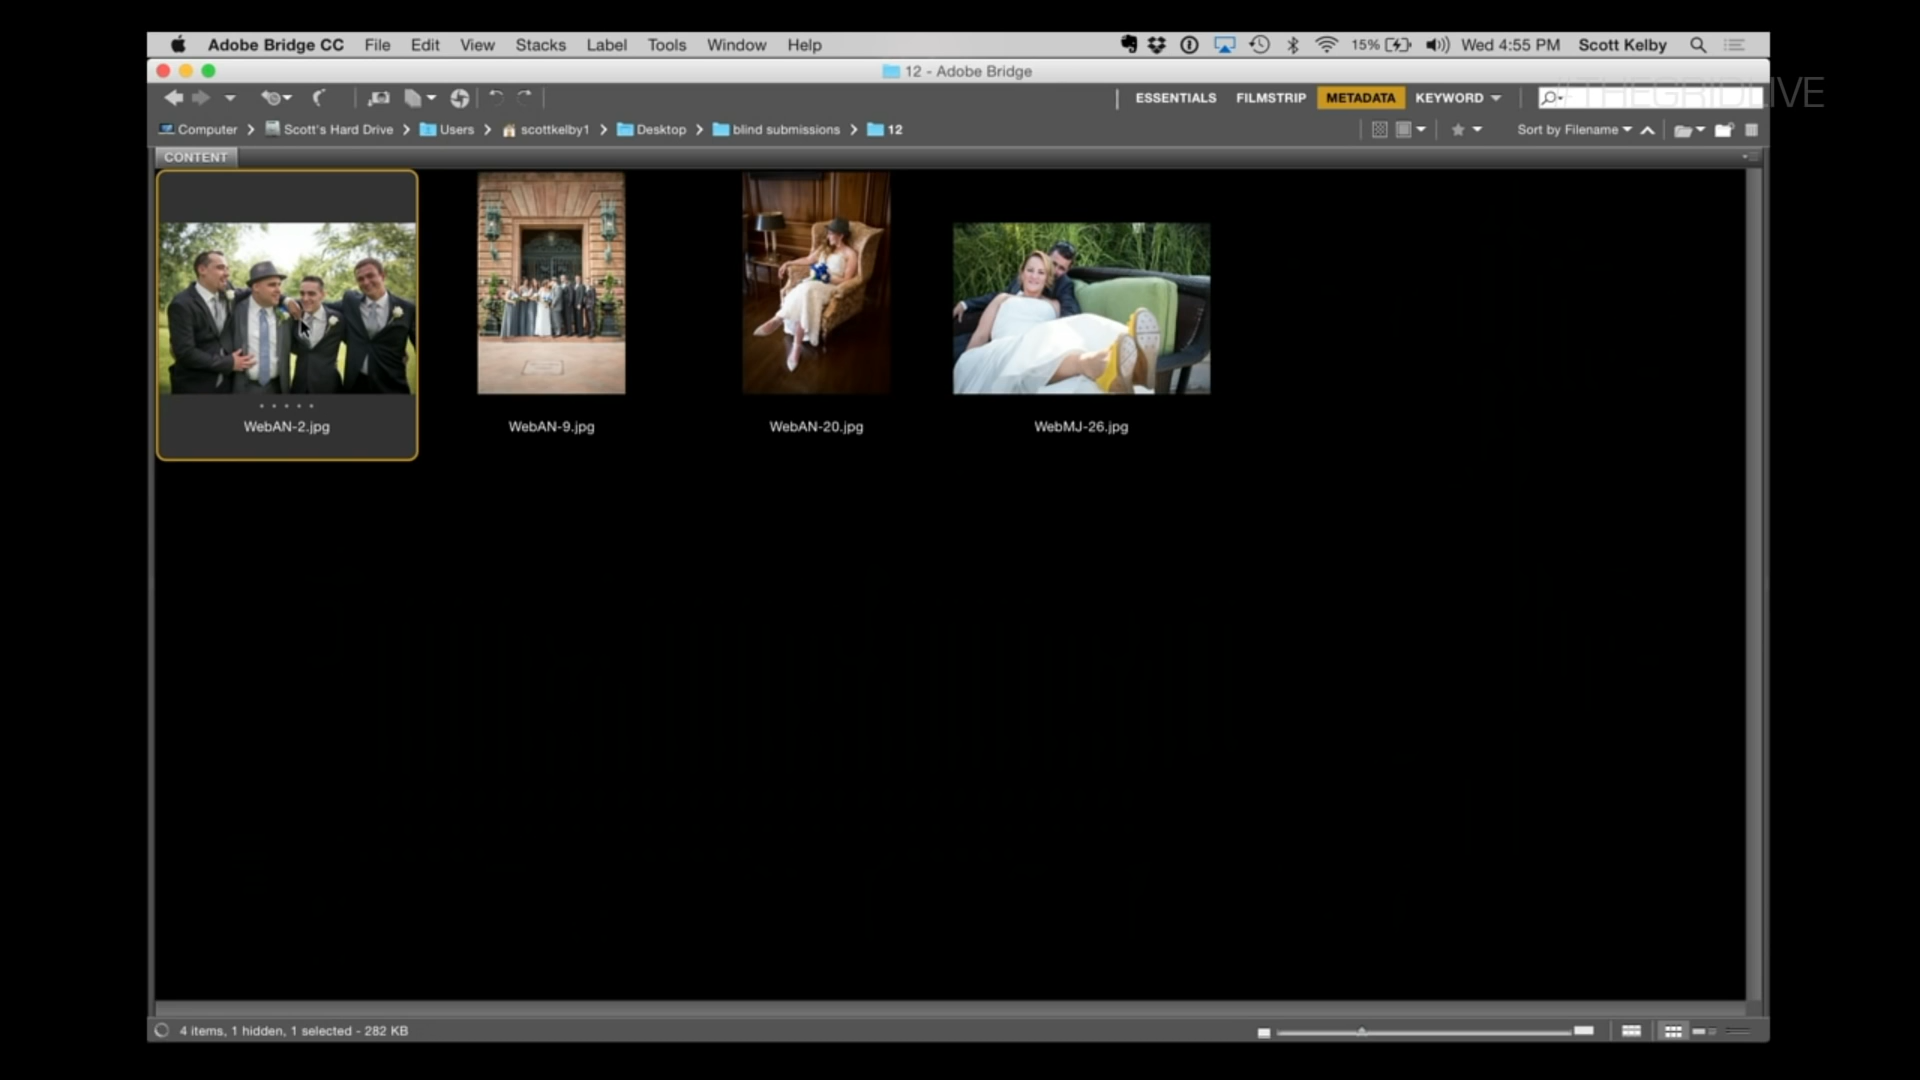 Adobe Bridge CC File Edit View Stacks Label Tools Window Help 15% Wed 4:55 PM Scott Kelby
12 - Adobe Bridge
ESSENTIALS FILMSTRIP METADATA KEYWORD
#THEGRIDLIVE
Computer Scott's Hard Drive Users scottkelby1 Desktop blind submissions 12 Sort by Filename
CONTENT
WebAN-2.jpg WebAN-9.jpg WebAN-20.jpg WebMJ-26.jpg
4 items, 1 hidden, 1 selected - 282 KB